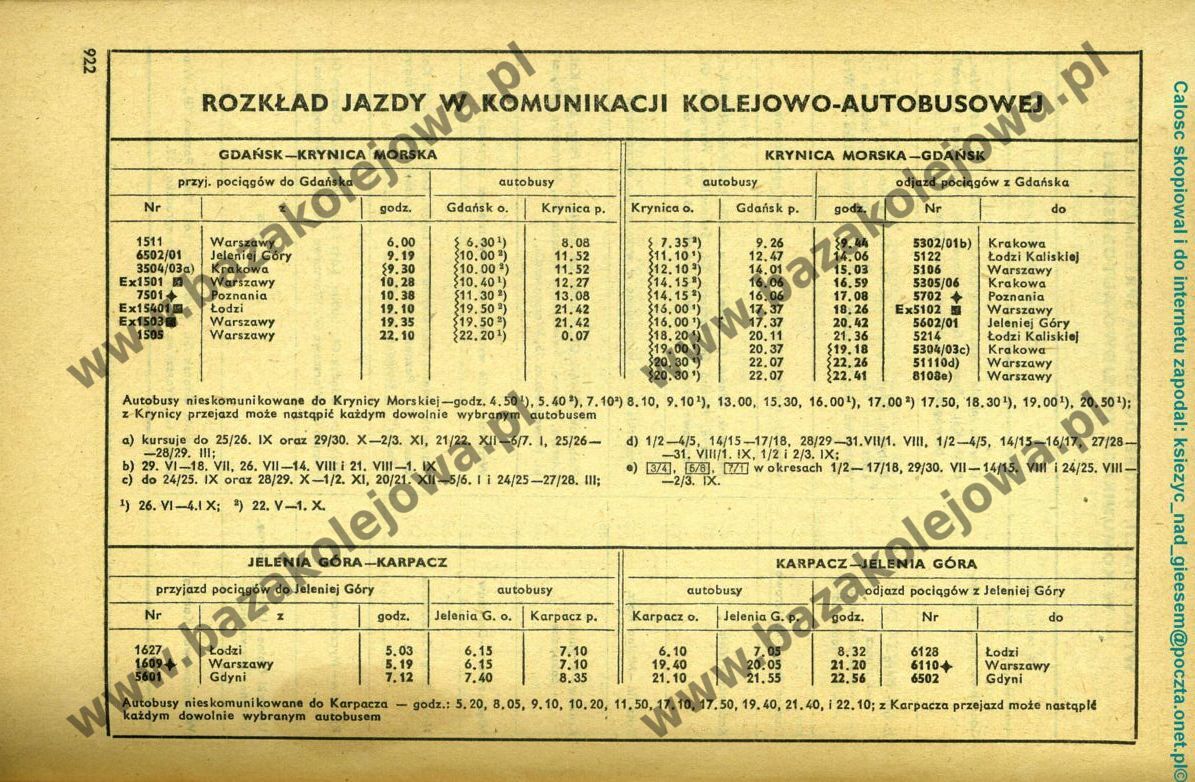 922
ROZKŁAD JAZDY W KOMUNIKACJI KOLEJOWO-AUTOBUSOWEJ
GDAŃSK—KRYNICA MORSKA
przyj. pociągów do Gdańska | autobusy
Nr | z | godz. | Gdańsk o. | Krynica p.
1511 Warszawy 6.00 6.30¹) 8.08
6502/01 Jeleniej Góry 9.19 10.00²) 11.52
3504/03a) Krakowa 9.30 10.00²) 11.52
Ex1501 Warszawy 10.28 10.40¹) 12.27
7501 Poznania 10.38 11.30²) 13.08
Ex15401 Łodzi 19.10 19.50²) 21.42
Ex1503 Warszawy 19.35 19.50²) 21.42
1505 Warszawy 22.10 22.20¹) 0.07
KRYNICA MORSKA—GDAŃSK
autobusy | odjazd pociągów z Gdańska
Krynica o. | Gdańsk p. | godz. | Nr | do
7.35²) 9.26 9.44 5302/01b) Krakowa
11.10¹) 12.47 14.06 5122 Łodzi Kaliskiej
12.10²) 14.01 15.03 5106 Warszawy
14.15²) 16.06 16.59 5305/06 Krakowa
14.15²) 16.06 17.08 5702 Poznania
16.00¹) 17.37 18.26 Ex5102 Warszawy
16.00¹) 17.37 20.42 5602/01 Jeleniej Góry
18.20¹) 20.11 21.36 5214 Łodzi Kaliskiej
19.00¹) 20.37 19.18 5304/03c) Krakowa
20.30¹) 22.07 22.26 51110d) Warszawy
20.30¹) 22.07 22.41 8108e) Warszawy
Autobusy nieskomunikowane do Krynicy Morskiej—godz. 4.50¹), 5.40²), 7.10²) 8.10, 9.10¹), 13.00, 15.30, 16.00¹), 17.00²) 17.50, 18.30¹), 19.00¹), 20.50¹);
z Krynicy przejazd może nąstąpić każdym dowolnie wybranym autobusem
a) kursuje do 25/26. IX oraz 29/30. X—2/3. XI, 21/22. XII—6/7. I, 25/26—
—28/29. III;
b) 29. VI—18. VII, 26. VII—14. VIII i 21. VIII—1. IX
c) do 24/25. IX oraz 28/29. X—1/2. XI, 20/21. XII—5/6. I i 24/25—27/28. III;
d) 1/2—4/5, 14/15—17/18, 28/29—31.VII/1. VIII, 1/2—4/5, 14/15—16/17, 27/28—
—31. VIII/1. IX, 1/2 i 2/3. IX;
e) 3/4, 5/6, 7/1 w okresach 1/2—17/18, 29/30. VII—14/15. VIII i 24/25. VIII—
—2/3. IX.
¹) 26. VI—4.IX; ²) 22. V—1. X.
JELENIA GÓRA—KARPACZ
przyjazd pociągów do Jeleniej Góry | autobusy
Nr | z | godz. | Jelenia G. o. | Karpacz p.
1627 Łodzi 5.03 6.15 7.10
1609 Warszawy 5.19 6.15 7.10
5601 Gdyni 7.12 7.40 8.35
KARPACZ—JELENIA GÓRA
autobusy | odjazd pociągów z Jeleniej Góry
Karpacz o. | Jelenia G. p. | godz. | Nr | do
6.10 7.05 8.32 6128 Łodzi
19.40 20.05 21.20 6110 Warszawy
21.10 21.55 22.56 6502 Gdyni
Autobusy nieskomunikowane do Karpacza — godz.: 5.20, 8,05, 9.10, 10.20, 11.50, 17.10, 17.50, 19.40, 21.40, i 22.10; z Karpacza przejazd może nastąpić
każdym dowolnie wybranym autobusem
www.bazakolejowa.pl
www.bazakolejowa.pl
www.bazakolejowa.pl
www.bazakolejowa.pl
Calosc skopiowal i do internetu zapodal: ksiezyc_nad_gieesem@poczta.onet.pl©